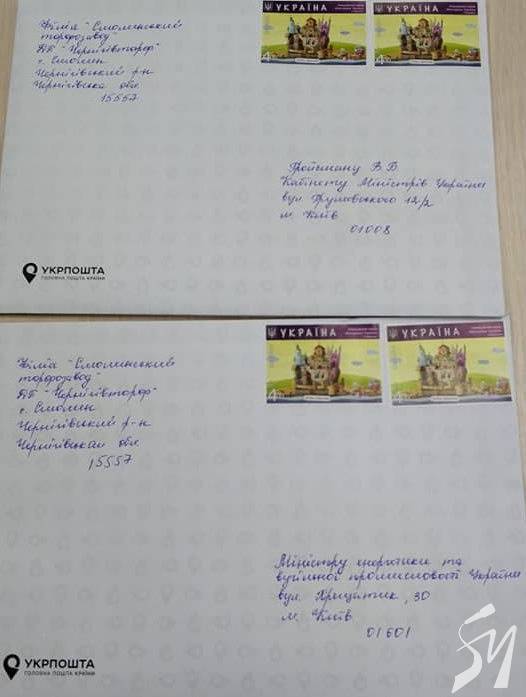 Філія "Смолинський
торфозавод"
ДП "Чернігівторф"
с. Смолин
Чернігівський р-н
Чернігівська обл.
15557
УКРАЇНА
УКРАЇНА
Гройсману В.Б
Кабінету Міністрів України
вул Грушевського 12/2
м. Київ
01008
УКРПОШТА
ГОЛОВНА ПОШТА КРАЇНИ
Філія "Смолинський
торфозавод"
ДП "Чернігівторф"
с. Смолин
Чернігівський р-н
Чернігівська обл
15557
УКРАЇНА
УКРАЇНА
Міністру енергетики та
вугільної промисловості України
вул. Хрещатик, 30
м. Київ
01601
УКРПОШТА
ГОЛОВНА ПОШТА КРАЇНИ